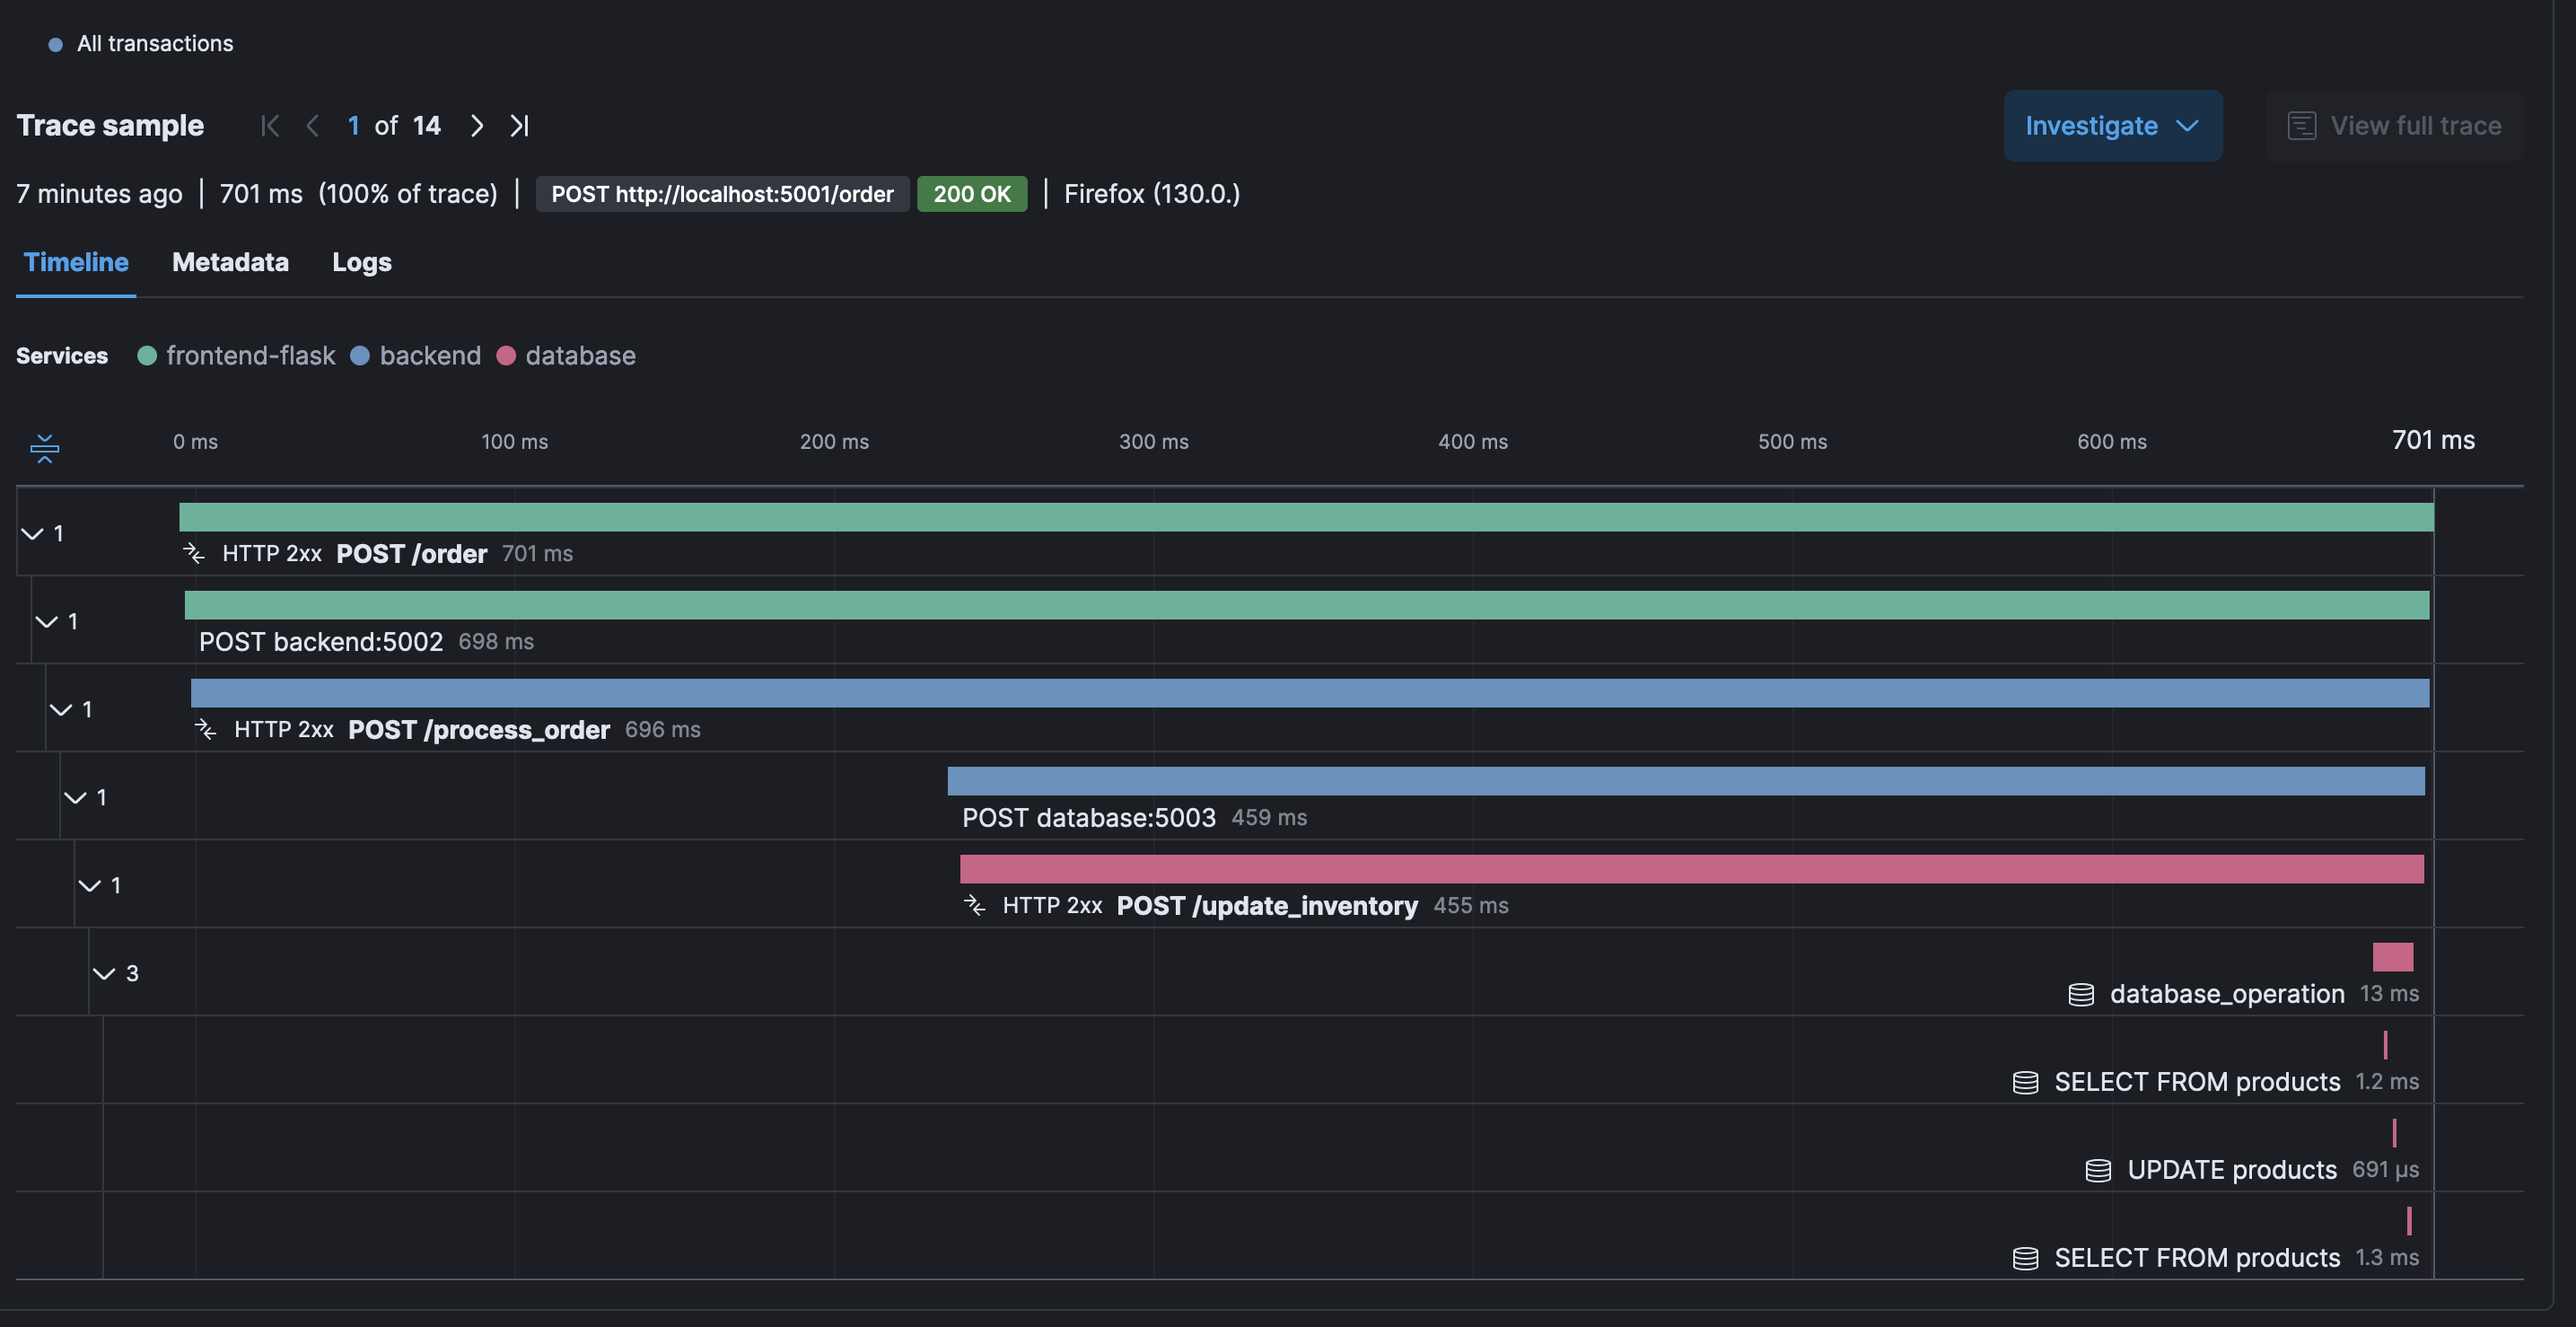 All transactions
Trace sample 1 of 14 Investigate View full trace
7 minutes ago | 701 ms (100% of trace) | POST http://localhost:5001/order 200 OK | Firefox (130.0.)
Timeline Metadata Logs
Services frontend-flask backend database
0 ms 100 ms 200 ms 300 ms 400 ms 500 ms 600 ms 701 ms
1
HTTP 2xx POST /order 701 ms
1
POST backend:5002 698 ms
1
HTTP 2xx POST /process_order 696 ms
1
POST database:5003 459 ms
1
HTTP 2xx POST /update_inventory 455 ms
3
database_operation 13 ms
SELECT FROM products 1.2 ms
UPDATE products 691 μs
SELECT FROM products 1.3 ms